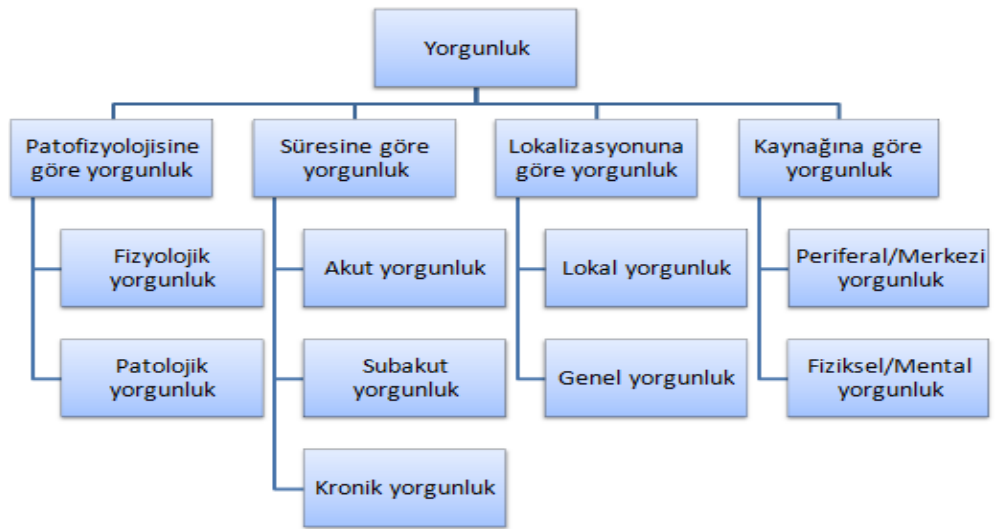 Yorgunluk
Patofizyolojisine
göre yorgunluk
Süresine göre
yorgunluk
Lokalizasyonuna
göre yorgunluk
Kaynağına göre
yorgunluk
Fizyolojik
yorgunluk
Akut yorgunluk
Lokal yorgunluk
Periferal/Merkezi
yorgunluk
Patolojik
yorgunluk
Subakut
yorgunluk
Genel yorgunluk
Fiziksel/Mental
yorgunluk
Kronik yorgunluk